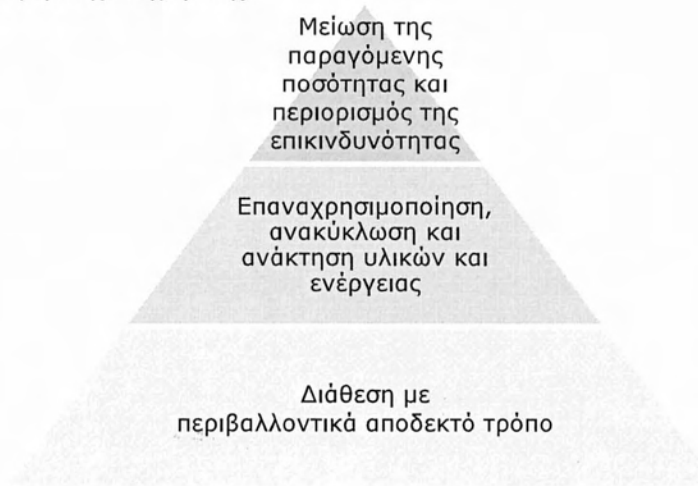 Μείωση της
παραγόμενης
ποσότητας και
περιορισμός της
επικινδυνότητας
Επαναχρησιμοποίηση,
ανακύκλωση και
ανάκτηση υλικών και
ενέργειας
Διάθεση με
περιβαλλοντικά αποδεκτό τρόπο